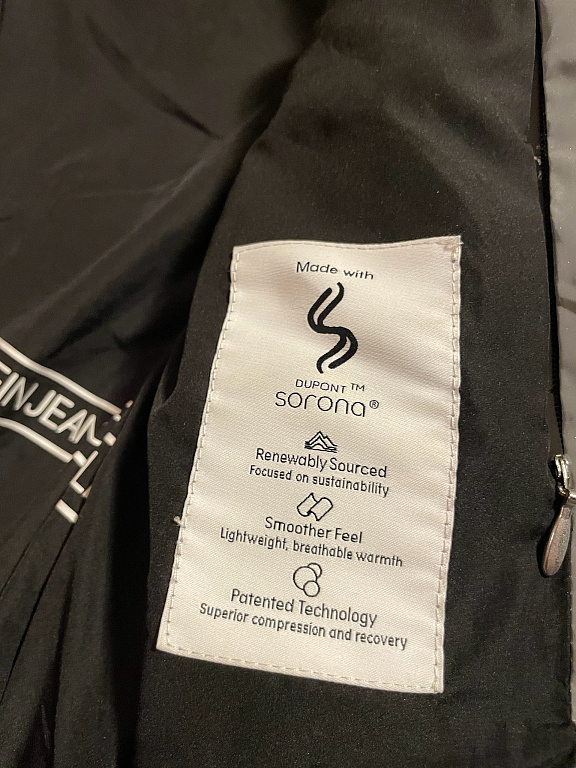 Made with
DUPONT™
sorona®
Renewably Sourced
Focused on sustainability
Smoother Feel
Lightweight, breathable warmth
Patented Technology
Superior compression and recovery
INJEAN